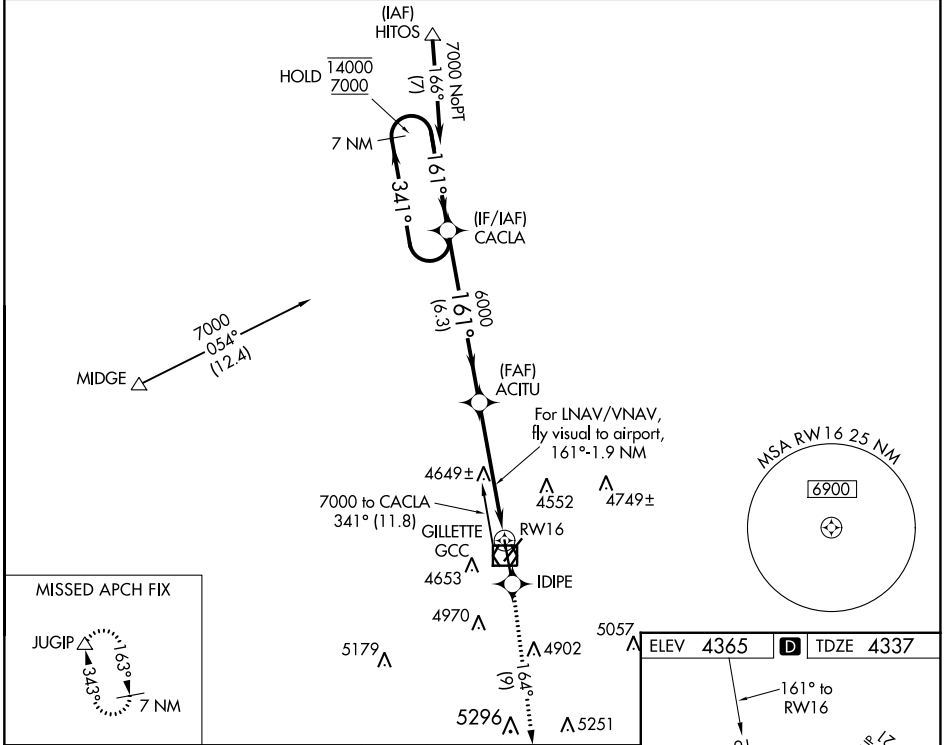 (IAF)
HITOS
7000 NoPT
166°
(7)
HOLD 14000
7000
7 NM
161°
341°
(IF/IAF)
CACLA
6000
161°
(6.3)
7000
054°
(12.4)
MIDGE
(FAF)
ACITU
For LNAV/VNAV,
fly visual to airport,
161°-1.9 NM
MSA RW16 25 NM
6900
4649±
4552
4749±
7000 to CACLA
341° (11.8)
GILLETTE
GCC
RW16
4653
IDIPE
4970
5179
4902
5057
164°
(9)
5296
5251
MISSED APCH FIX
JUGIP
163°
343°
7 NM
ELEV 4365 D TDZE 4337
161° to
RW16